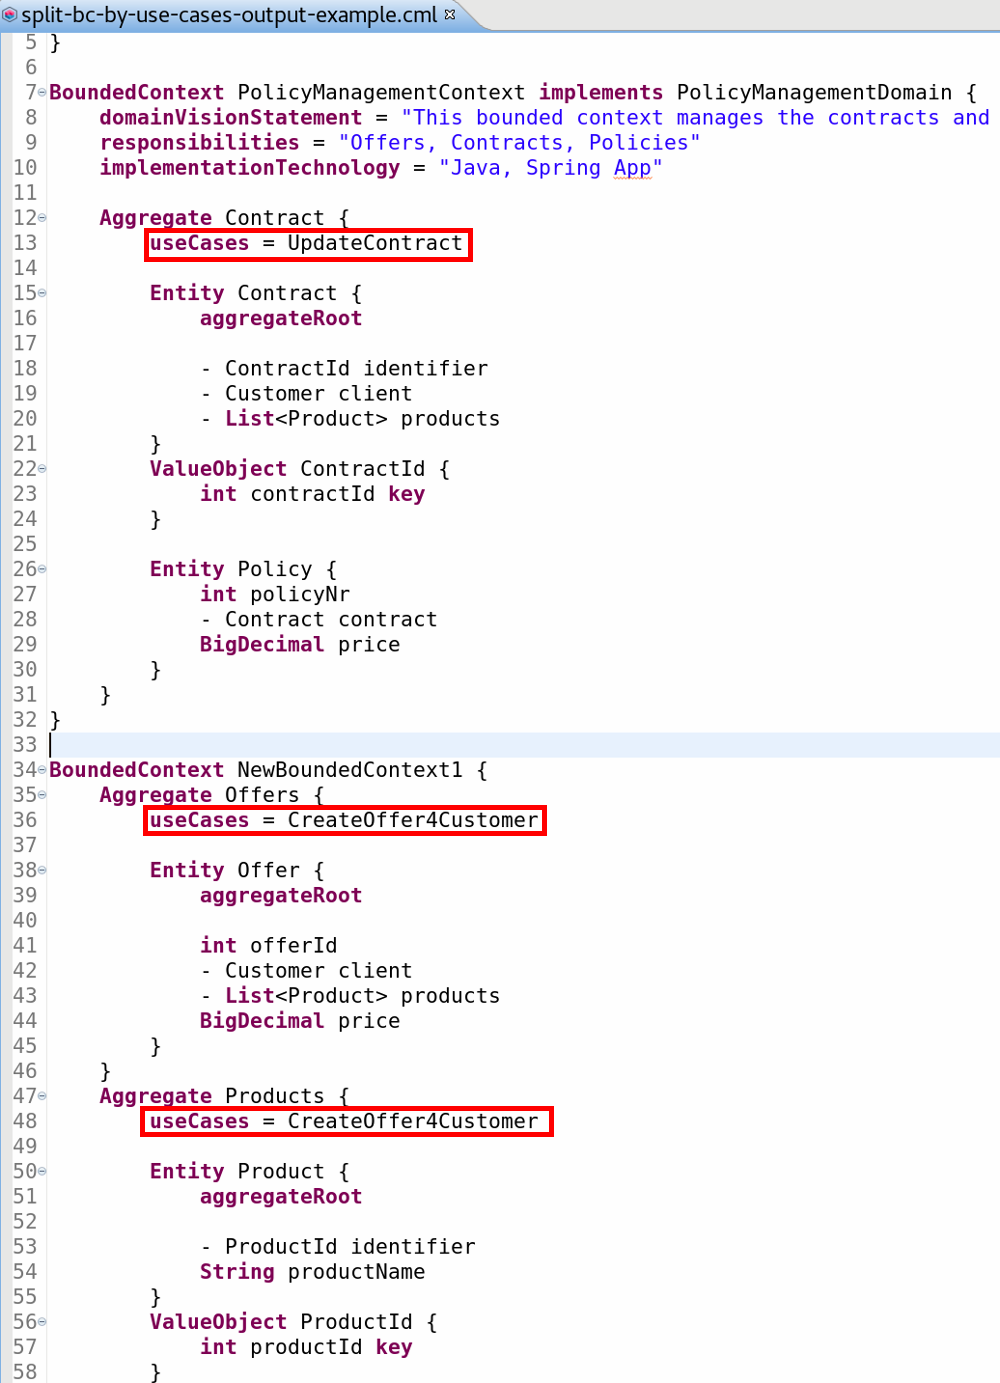 split-bc-by-use-cases-output-example.cml
5 }
6
7 BoundedContext PolicyManagementContext implements PolicyManagementDomain {
8     domainVisionStatement = "This bounded context manages the contracts and
9     responsibilities = "Offers, Contracts, Policies"
10     implementationTechnology = "Java, Spring App"
11
12     Aggregate Contract {
13         useCases = UpdateContract
14
15         Entity Contract {
16             aggregateRoot
17
18             - ContractId identifier
19             - Customer client
20             - List<Product> products
21         }
22         ValueObject ContractId {
23             int contractId key
24         }
25
26         Entity Policy {
27             int policyNr
28             - Contract contract
29             BigDecimal price
30         }
31     }
32 }
33
34 BoundedContext NewBoundedContext1 {
35     Aggregate Offers {
36         useCases = CreateOffer4Customer
37
38         Entity Offer {
39             aggregateRoot
40
41             int offerId
42             - Customer client
43             - List<Product> products
44             BigDecimal price
45         }
46     }
47     Aggregate Products {
48         useCases = CreateOffer4Customer
49
50         Entity Product {
51             aggregateRoot
52
53             - ProductId identifier
54             String productName
55         }
56         ValueObject ProductId {
57             int productId key
58         }